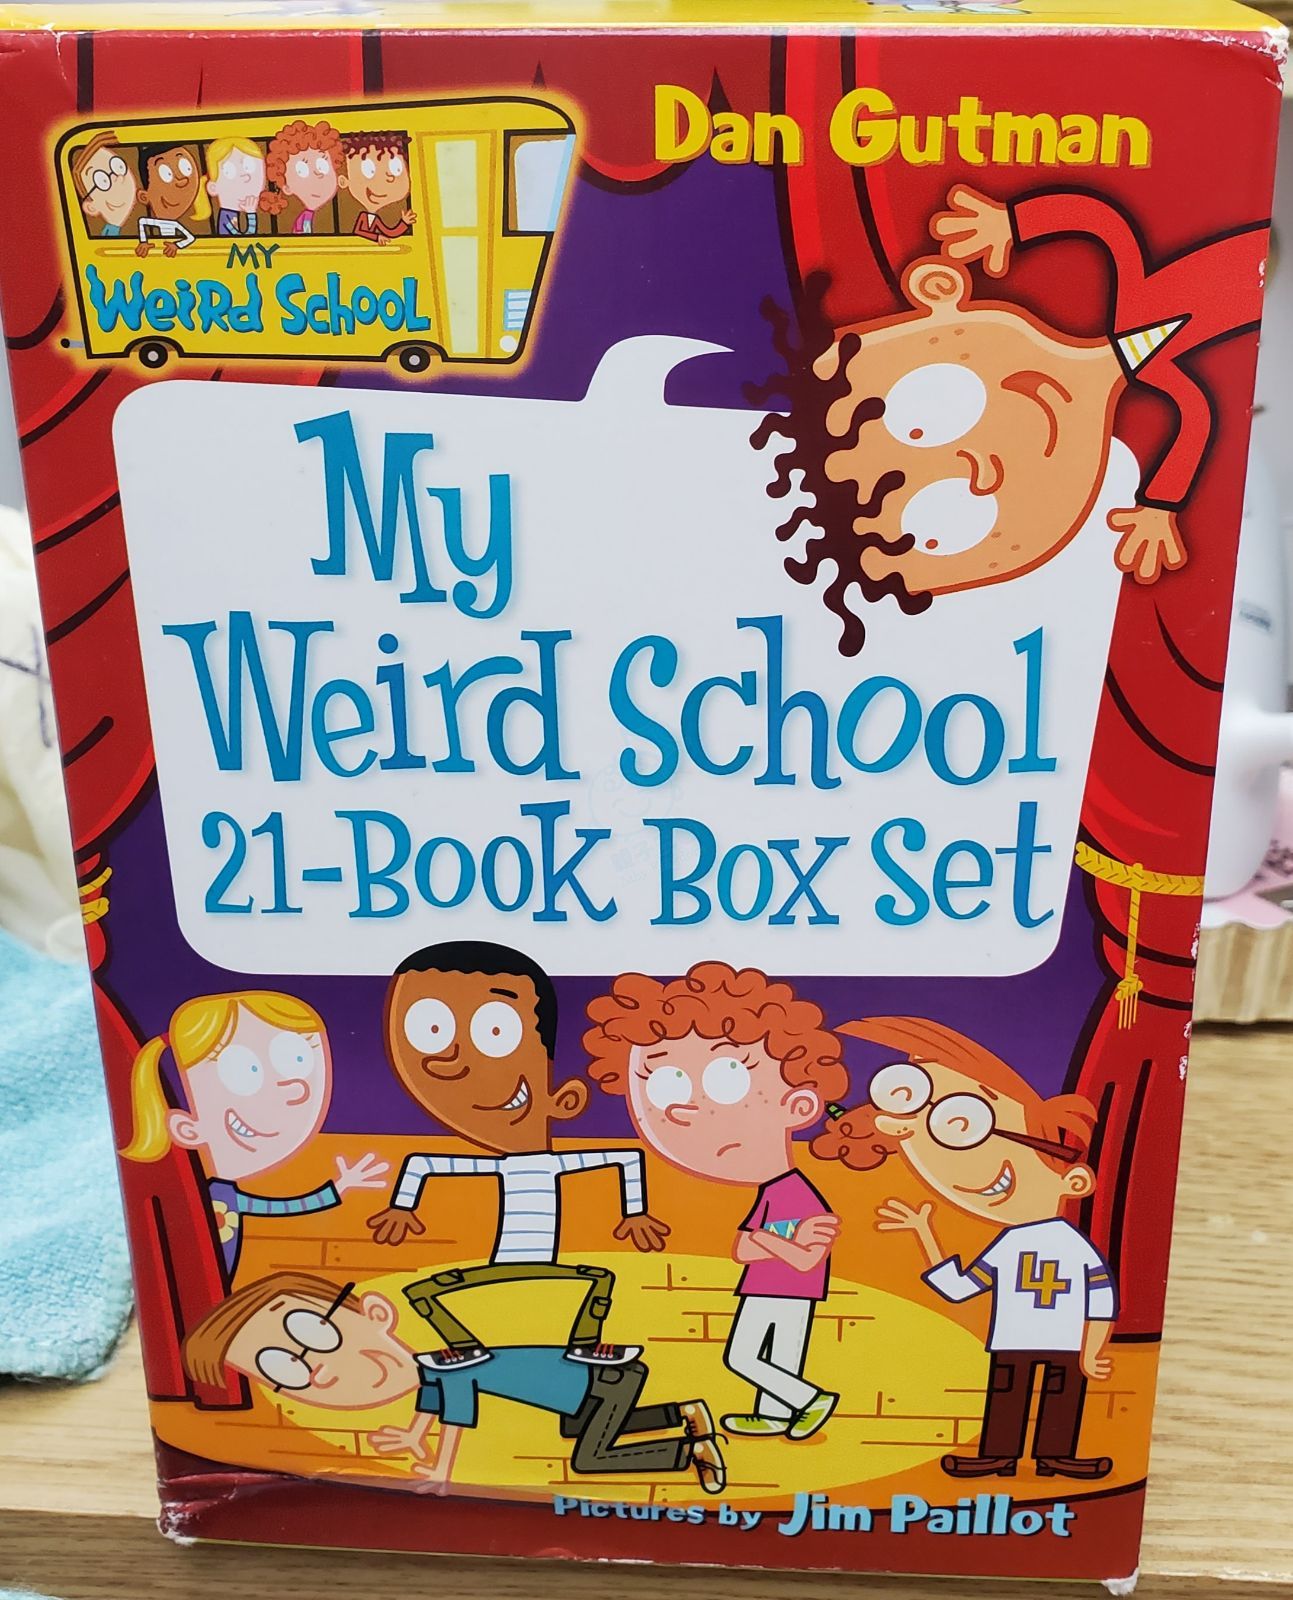 Dan Gutman
MY
WeiRd School
My
Weird School
21-Book Box Set
4
Pictures by Jim Paillot